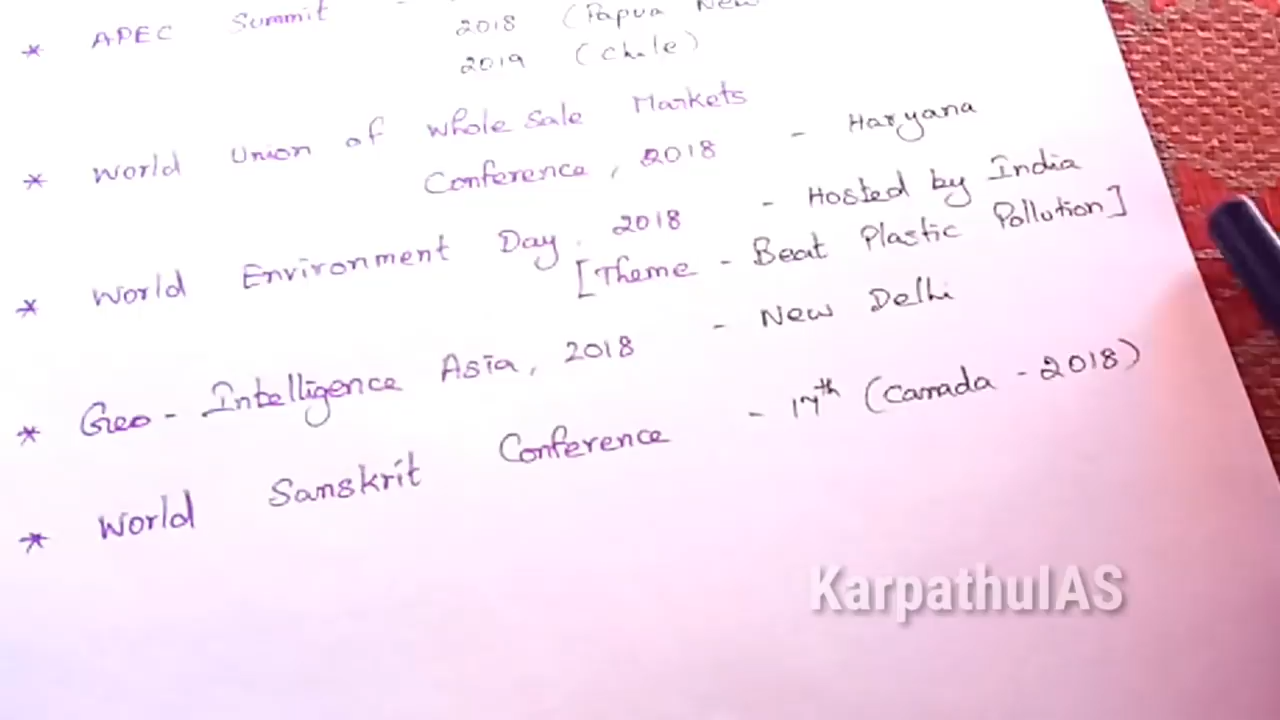 * APEC Summit - 2018 (Papua New
2019 (Chile)
* World Union of whole sale Markets
Conference, 2018 - Haryana
* World Environment Day, 2018 - Hosted by India
[Theme - Beat Plastic Pollution]
* Geo-Intelligence Asia, 2018 - New Delhi
* World Sanskrit Conference - 17th (Canada - 2018)
KarpathuIAS